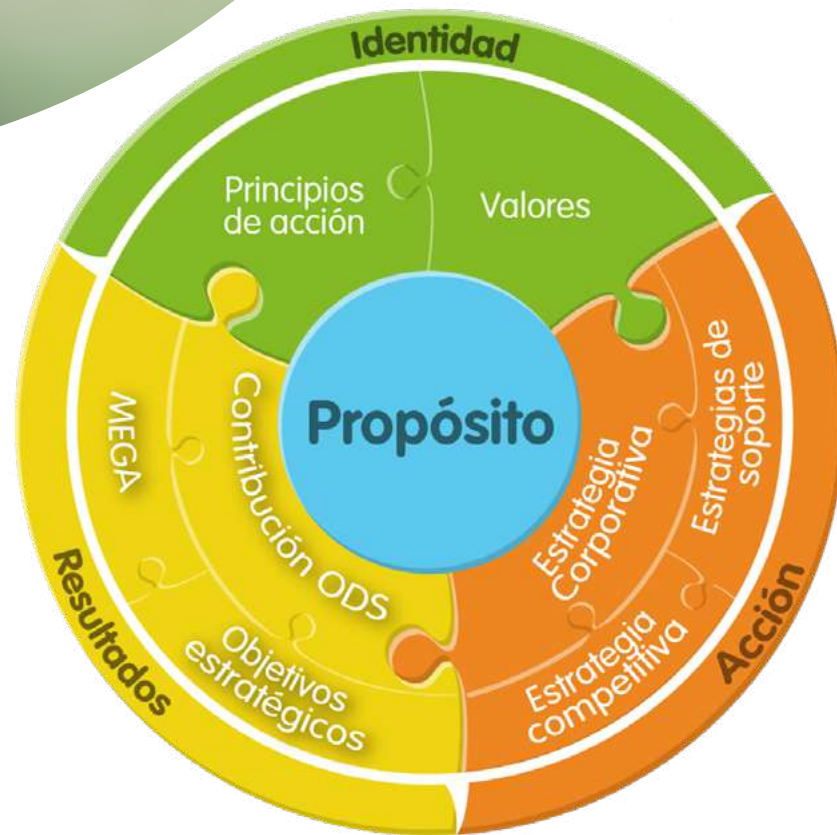 Identidad
Principios
de acción
Valores
Propósito
Estrategia
Corporativa
Estrategias de
soporte
Estrategia
competitiva
Acción
MEGA
Contribución ODS
Objetivos
estratégicos
Resultados